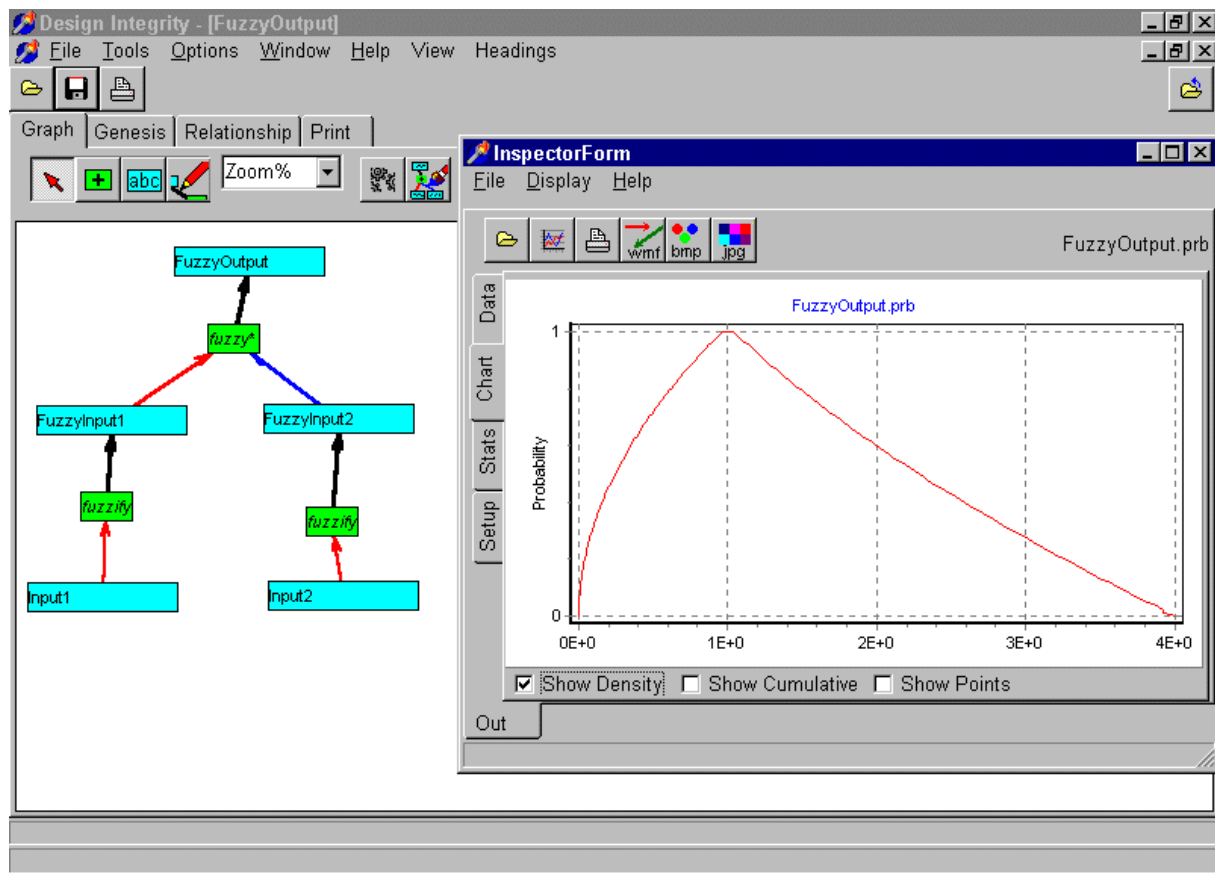 Design Integrity - [FuzzyOutput]
File Tools Options Window Help View Headings
Graph Genesis Relationship Print
abc Zoom%
InspectorForm
File Display Help
wmf bmp jpg FuzzyOutput.prb
Data
Chart
Stats
Setup
FuzzyOutput.prb
Probability
1
0
0E+0 1E+0 2E+0 3E+0 4E+0
Show Density Show Cumulative Show Points
Out
FuzzyOutput
fuzzy*
FuzzyInput1 FuzzyInput2
fuzzify
fuzzify
Input1 Input2